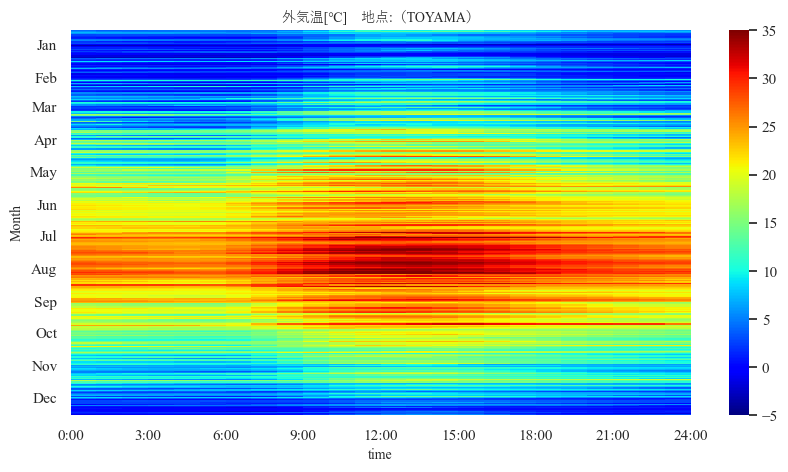 外気温[℃]　地点:（TOYAMA）
Month
Jan
Feb
Mar
Apr
May
Jun
Jul
Aug
Sep
Oct
Nov
Dec
0:00 3:00 6:00 9:00 12:00 15:00 18:00 21:00 24:00
time
35
30
25
20
15
10
5
0
−5